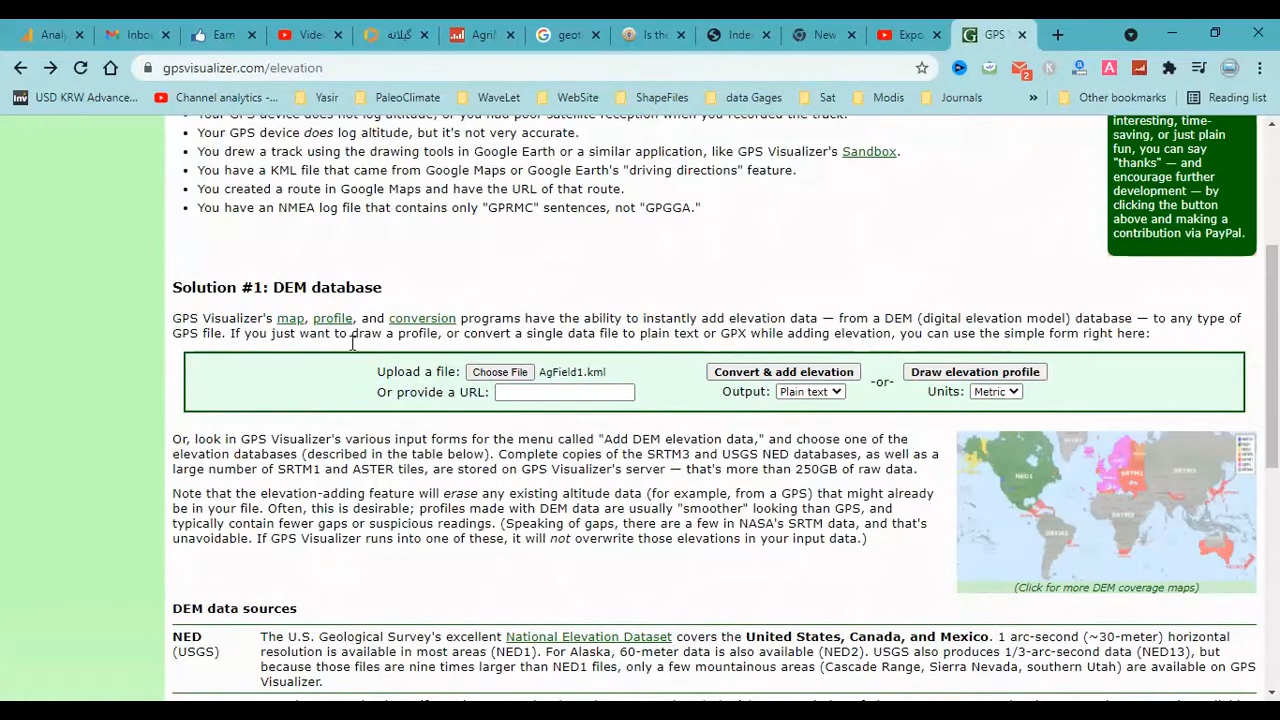 Analy
Inbo
Earn
Video
گیلانه
AgriM
geot
Is the
Index
New
Expo
GPS
gpsvisualizer.com/elevation
2
USD KRW Advance...
Channel analytics -...
Yasir
PaleoClimate
WaveLet
WebSite
ShapeFiles
data Gages
Sat
Modis
Journals
»
Other bookmarks
Reading list
Your GPS device does log altitude, but it's not very accurate.
You drew a track using the drawing tools in Google Earth or a similar application, like GPS Visualizer's Sandbox.
You have a KML file that came from Google Maps or Google Earth's "driving directions" feature.
You created a route in Google Maps and have the URL of that route.
You have an NMEA log file that contains only "GPRMC" sentences, not "GPGGA."
interesting, time-
saving, or just plain
fun, you can say
"thanks" — and
encourage further
development — by
clicking the button
above and making a
contribution via PayPal.
Solution #1: DEM database
GPS Visualizer's map, profile, and conversion programs have the ability to instantly add elevation data — from a DEM (digital elevation model) database — to any type of
GPS file. If you just want to draw a profile, or convert a single data file to plain text or GPX while adding elevation, you can use the simple form right here:
Upload a file: Choose File AgField1.kml
Or provide a URL:
Convert & add elevation
Output: Plain text
-or-
Draw elevation profile
Units: Metric
Or, look in GPS Visualizer's various input forms for the menu called "Add DEM elevation data," and choose one of the
elevation databases (described in the table below). Complete copies of the SRTM3 and USGS NED databases, as well as a
large number of SRTM1 and ASTER tiles, are stored on GPS Visualizer's server — that's more than 250GB of raw data.
Note that the elevation-adding feature will erase any existing altitude data (for example, from a GPS) that might already
be in your file. Often, this is desirable; profiles made with DEM data are usually "smoother" looking than GPS, and
typically contain fewer gaps or suspicious readings. (Speaking of gaps, there are a few in NASA's SRTM data, and that's
unavoidable. If GPS Visualizer runs into one of these, it will not overwrite those elevations in your input data.)
NED1
SRTM1
SRTM3
(Click for more DEM coverage maps)
DEM data sources
NED
(USGS)
The U.S. Geological Survey's excellent National Elevation Dataset covers the United States, Canada, and Mexico. 1 arc-second (~30-meter) horizontal
resolution is available in most areas (NED1). For Alaska, 60-meter data is also available (NED2). USGS also produces 1/3-arc-second data (NED13), but
because those files are nine times larger than NED1 files, only a few mountainous areas (Cascade Range, Sierra Nevada, southern Utah) are available on GPS
Visualizer.